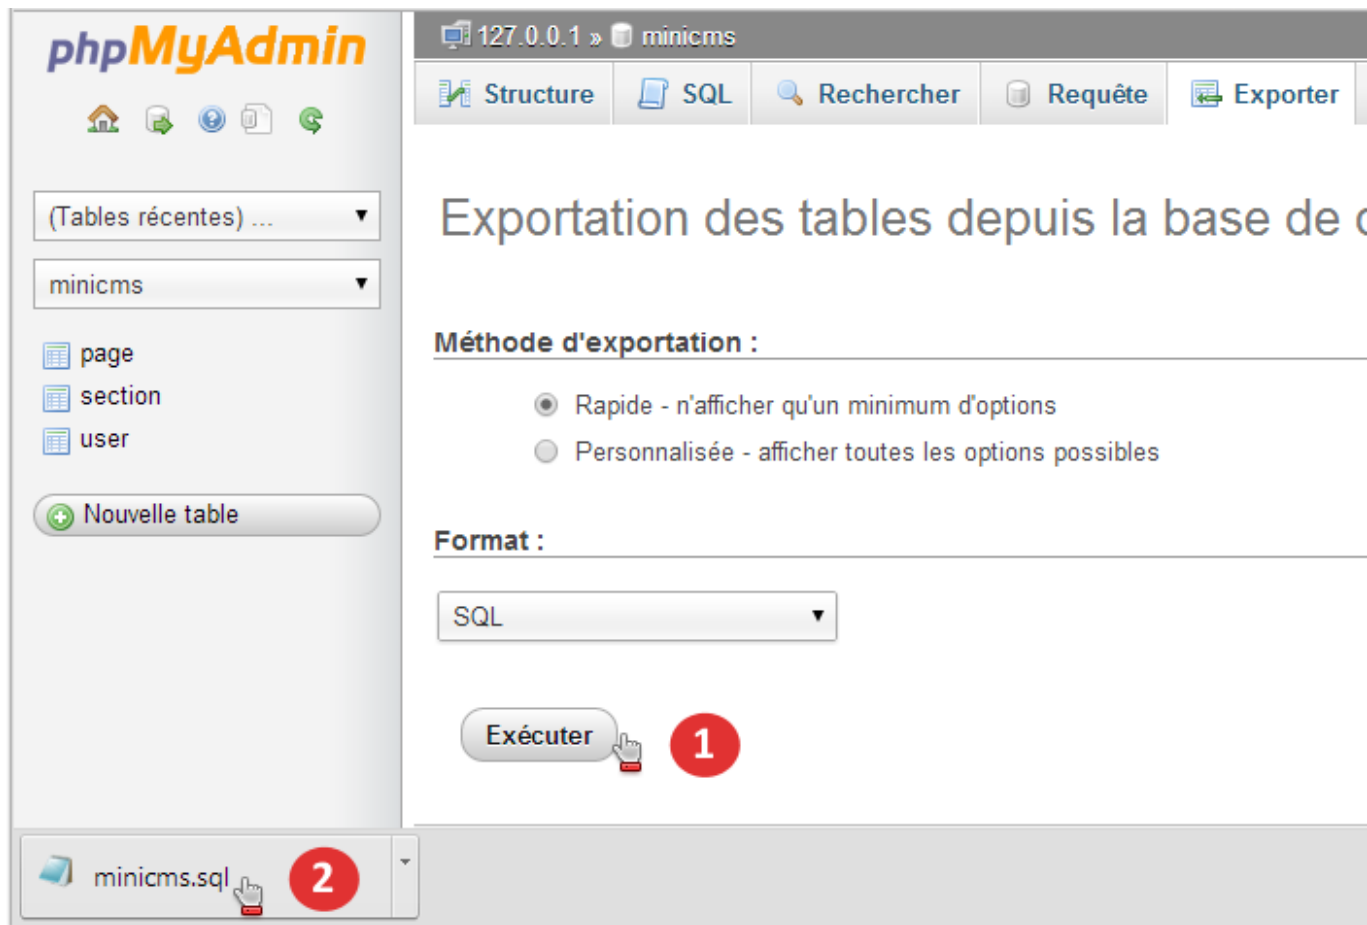 phpMyAdmin
(Tables récentes) ...
minicms
page
section
user
Nouvelle table
127.0.0.1 » minicms
Structure SQL Rechercher Requête Exporter
Exportation des tables depuis la base de
Méthode d'exportation :
Rapide - n'afficher qu'un minimum d'options
Personnalisée - afficher toutes les options possibles
Format :
SQL
Exécuter 1
minicms.sql 2